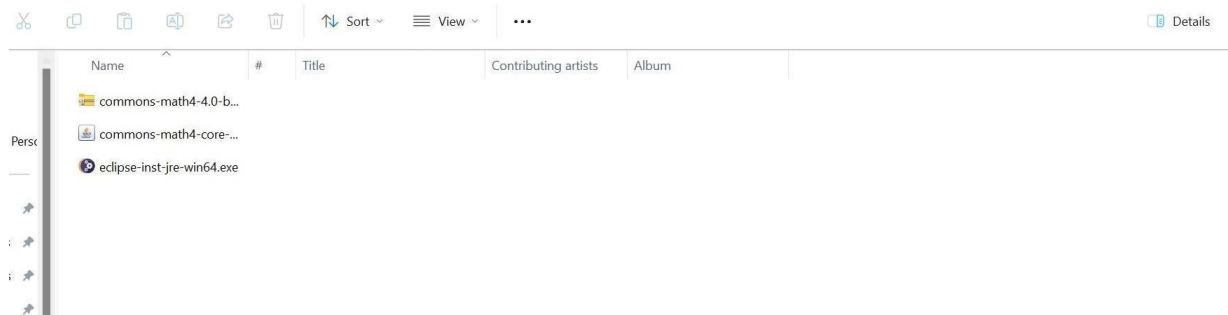 Sort View ... Details
Name # Title Contributing artists Album
commons-math4-4.0-b...
commons-math4-core-...
Perso
eclipse-inst-jre-win64.exe
s
s